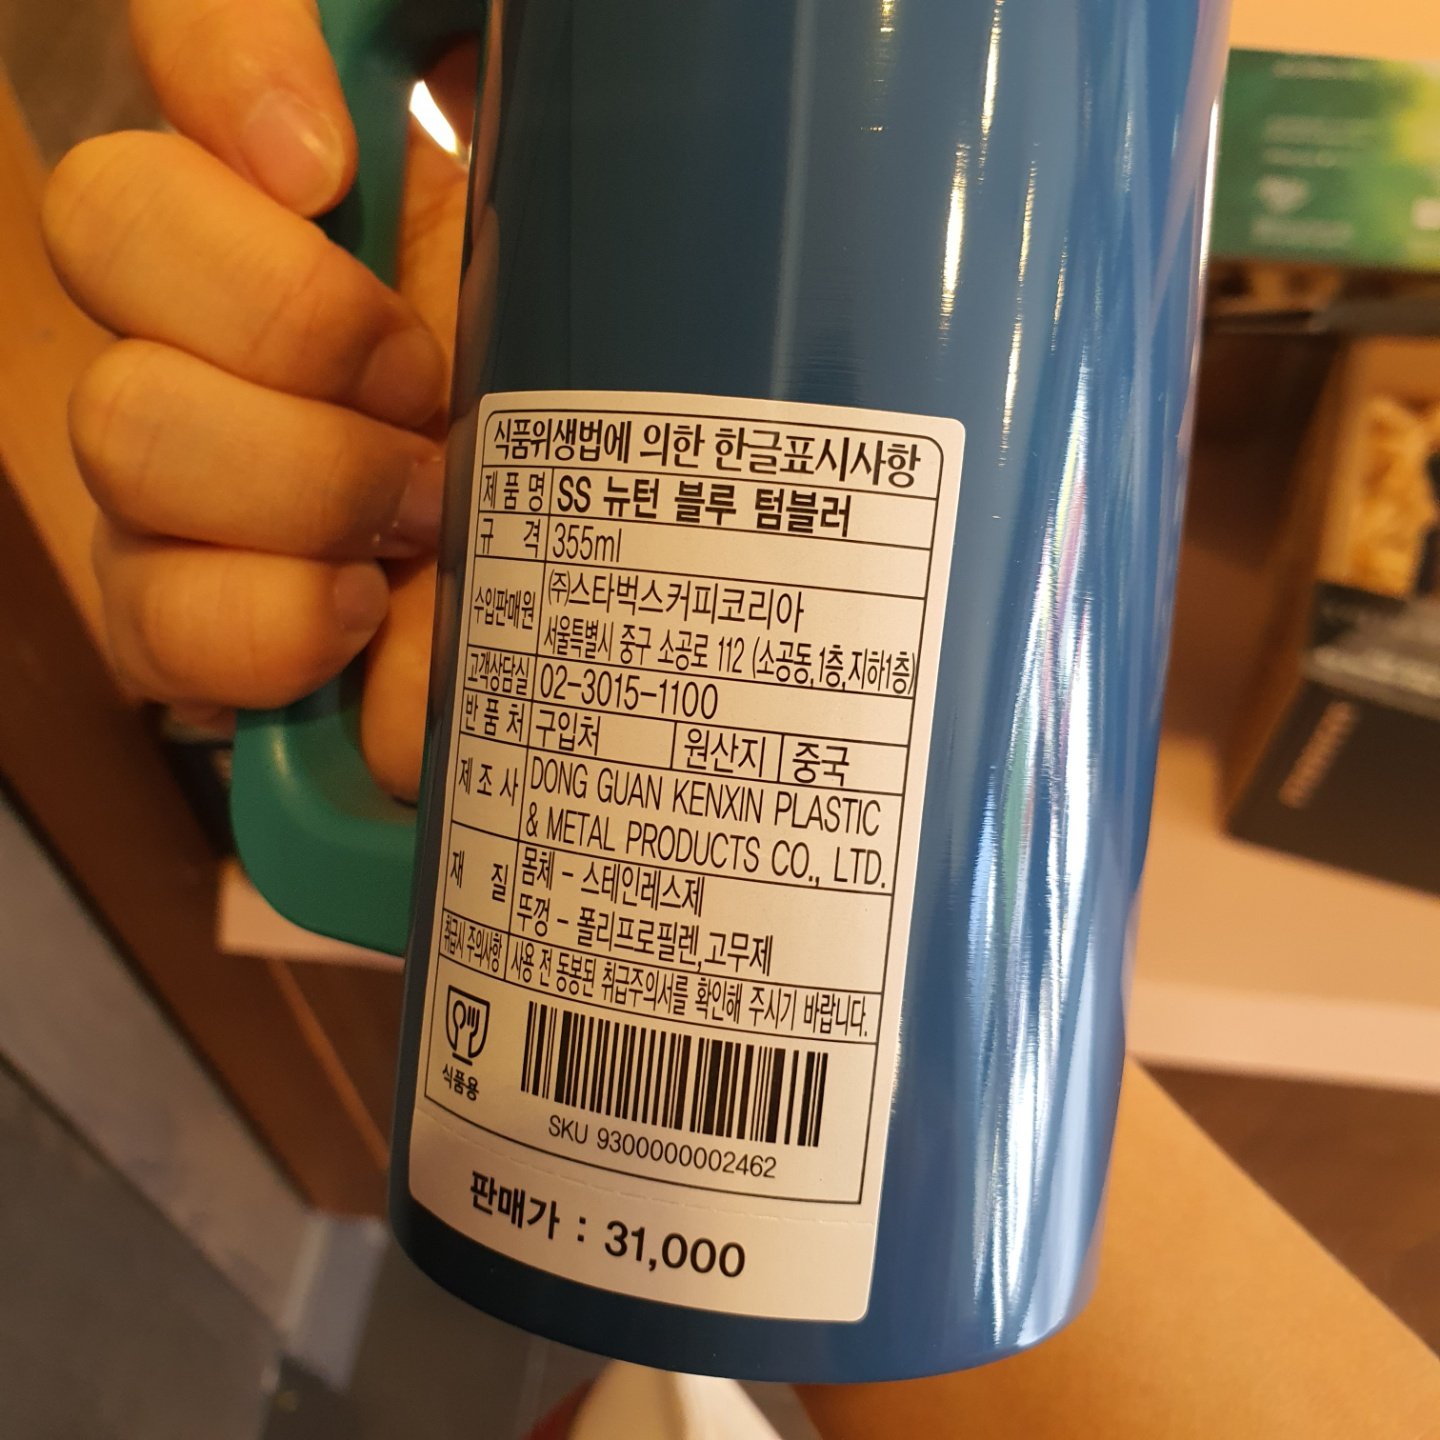 식품위생법에 의한 한글표시사항
제품명 SS 뉴턴 블루 텀블러
규격 355ml
수입판매원 (주)스타벅스커피코리아
서울특별시 중구 소공로 112 (소공동,1층,지하1층)
고객상담실 02-3015-1100
반품처 구입처 원산지 중국
제조사 DONG GUAN KENXIN PLASTIC
& METAL PRODUCTS CO., LTD.
재질 몸체 - 스테인레스제
뚜껑 - 폴리프로필렌,고무제
취급시 주의사항 사용 전 동봉된 취급주의서를 확인해 주시기 바랍니다.
식품용
SKU 9300000002462
판매가 : 31,000